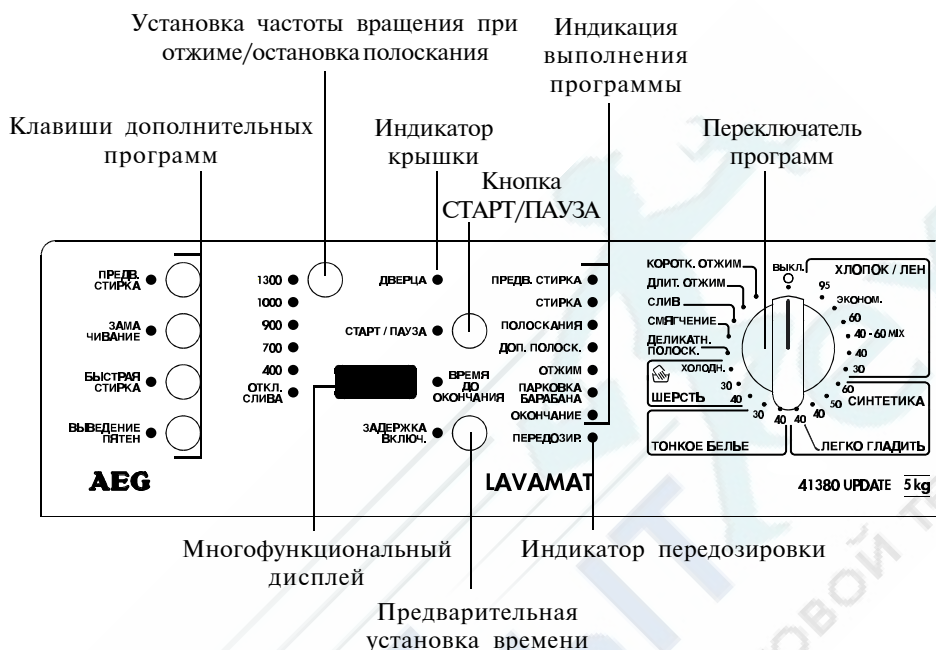 Установка частоты вращения при
отжиме/остановка полоскания
Индикация
выполнения
программы
Клавиши дополнительных
программ
Индикатор
крышки
Переключатель
программ
Кнопка
СТАРТ/ПАУЗА
ПРЕДВ.
СТИРКА
ЗАМА
ЧИВАНИЕ
БЫСТРАЯ
СТИРКА
ВЫВЕДЕНИЕ
ПЯТЕН
AEG
1300
1000
900
700
400
ОТКЛ.
СЛИВА
ДВЕРЦА
СТАРТ / ПАУЗА
ВРЕМЯ
ДО
ОКОНЧАНИЯ
ЗАДЕРЖКА
ВКЛЮЧ.
ПРЕДВ. СТИРКА
СТИРКА
ПОЛОСКАНИЯ
ДОП. ПОЛОСК.
ОТЖИМ
ПАРКОВКА
БАРАБАНА
ОКОНЧАНИЕ
ПЕРЕДОЗИР.
LAVAMAT
КОРОТК. ОТЖИМ
ДЛИТ. ОТЖИМ
СЛИВ
СМЯГЧЕНИЕ
ДЕЛИКАТН.
ПОЛОСК.
ХОЛОДН.
30
40
ШЕРСТЬ
30
40
ТОНКОЕ БЕЛЬЕ
ВЫКЛ.
ХЛОПОК / ЛЕН
95
ЭКОНОМ.
60
40 - 60 MIX
40
30
60
50
40
СИНТЕТИКА
40
ЛЕГКО ГЛАДИТЬ
41380 UPDATE 5 kg
Многофункциональный
дисплей
Индикатор передозировки
Предварительная
установка времени